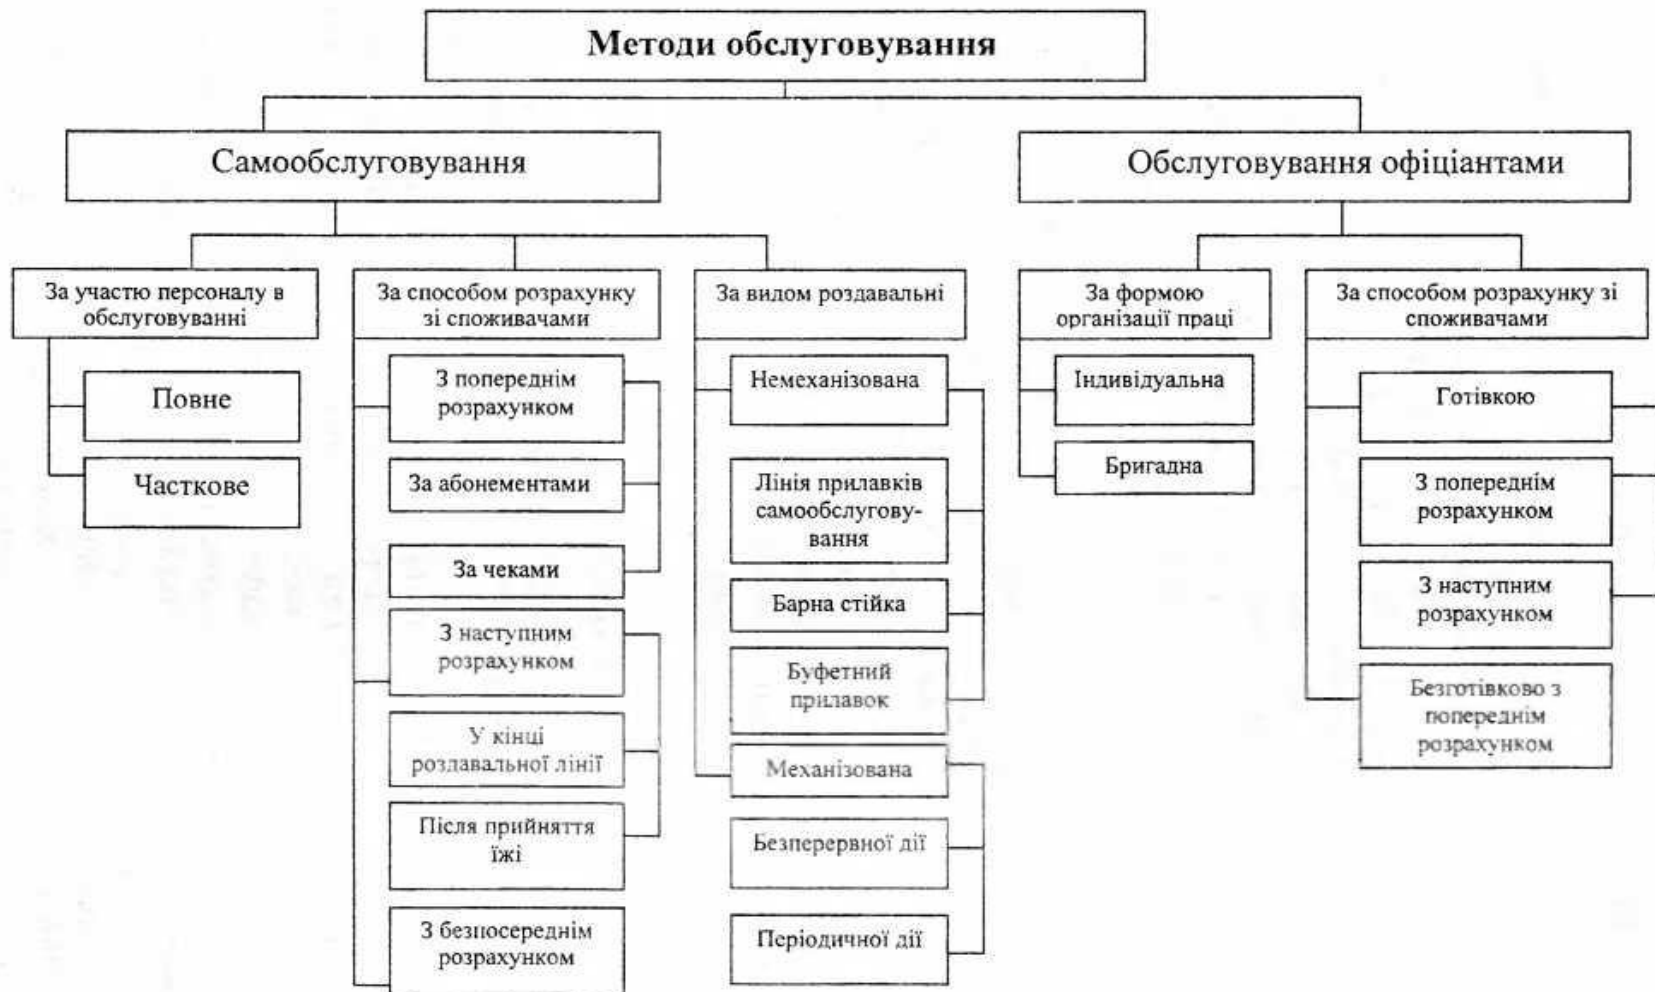 Методи обслуговування
Самообслуговування
Обслуговування офіціантами
За участю персоналу в
обслуговуванні
Повне
Часткове
За способом розрахунку
зі споживачами
З попереднім
розрахунком
За абонементами
За чеками
З наступним
розрахунком
У кінці
роздавальної лінії
Після прийняття
їжі
З безпосереднім
розрахунком
За видом роздавальні
Немеханізована
Лінія прилавків
самообслугову-
вання
Барна стійка
Буфетний
прилавок
Механізована
Безперервної дії
Періодичної дії
За формою
організації праці
Індивідуальна
Бригадна
За способом розрахунку зі
споживачами
Готівкою
З попереднім
розрахунком
З наступним
розрахунком
Безготівково з
попереднім
розрахунком